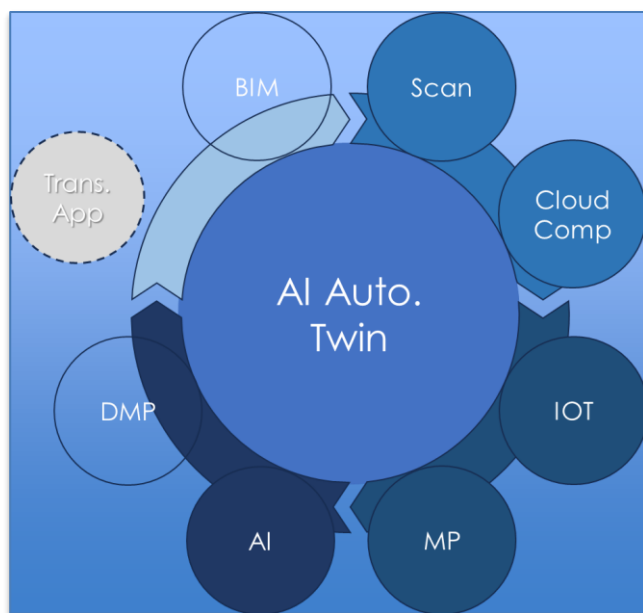 BIM
Scan
Trans.
App
Cloud
Comp
AI Auto.
Twin
DMP
IOT
AI
MP